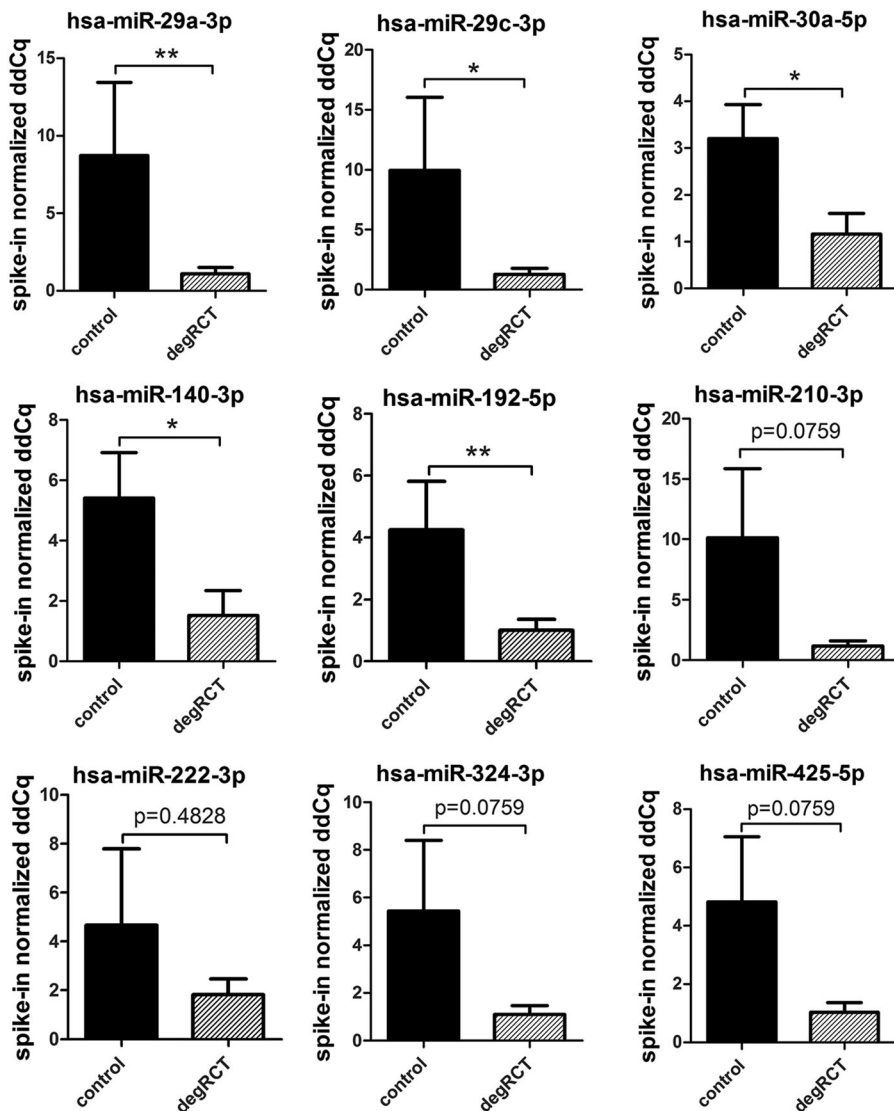 hsa-miR-29a-3p
spike-in normalized ddCq
15
10
5
0
**
control
degRCT
hsa-miR-29c-3p
spike-in normalized ddCq
20
15
10
5
0
*
control
degRCT
hsa-miR-30a-5p
spike-in normalized ddCq
5
4
3
2
1
0
*
control
degRCT
hsa-miR-140-3p
spike-in normalized ddCq
8
6
4
2
0
*
control
degRCT
hsa-miR-192-5p
spike-in normalized ddCq
8
6
4
2
0
**
control
degRCT
hsa-miR-210-3p
spike-in normalized ddCq
20
15
10
5
0
p=0.0759
control
degRCT
hsa-miR-222-3p
spike-in normalized ddCq
10
8
6
4
2
0
p=0.4828
control
degRCT
hsa-miR-324-3p
spike-in normalized ddCq
10
8
6
4
2
0
p=0.0759
control
degRCT
hsa-miR-425-5p
spike-in normalized ddCq
8
6
4
2
0
p=0.0759
control
degRCT